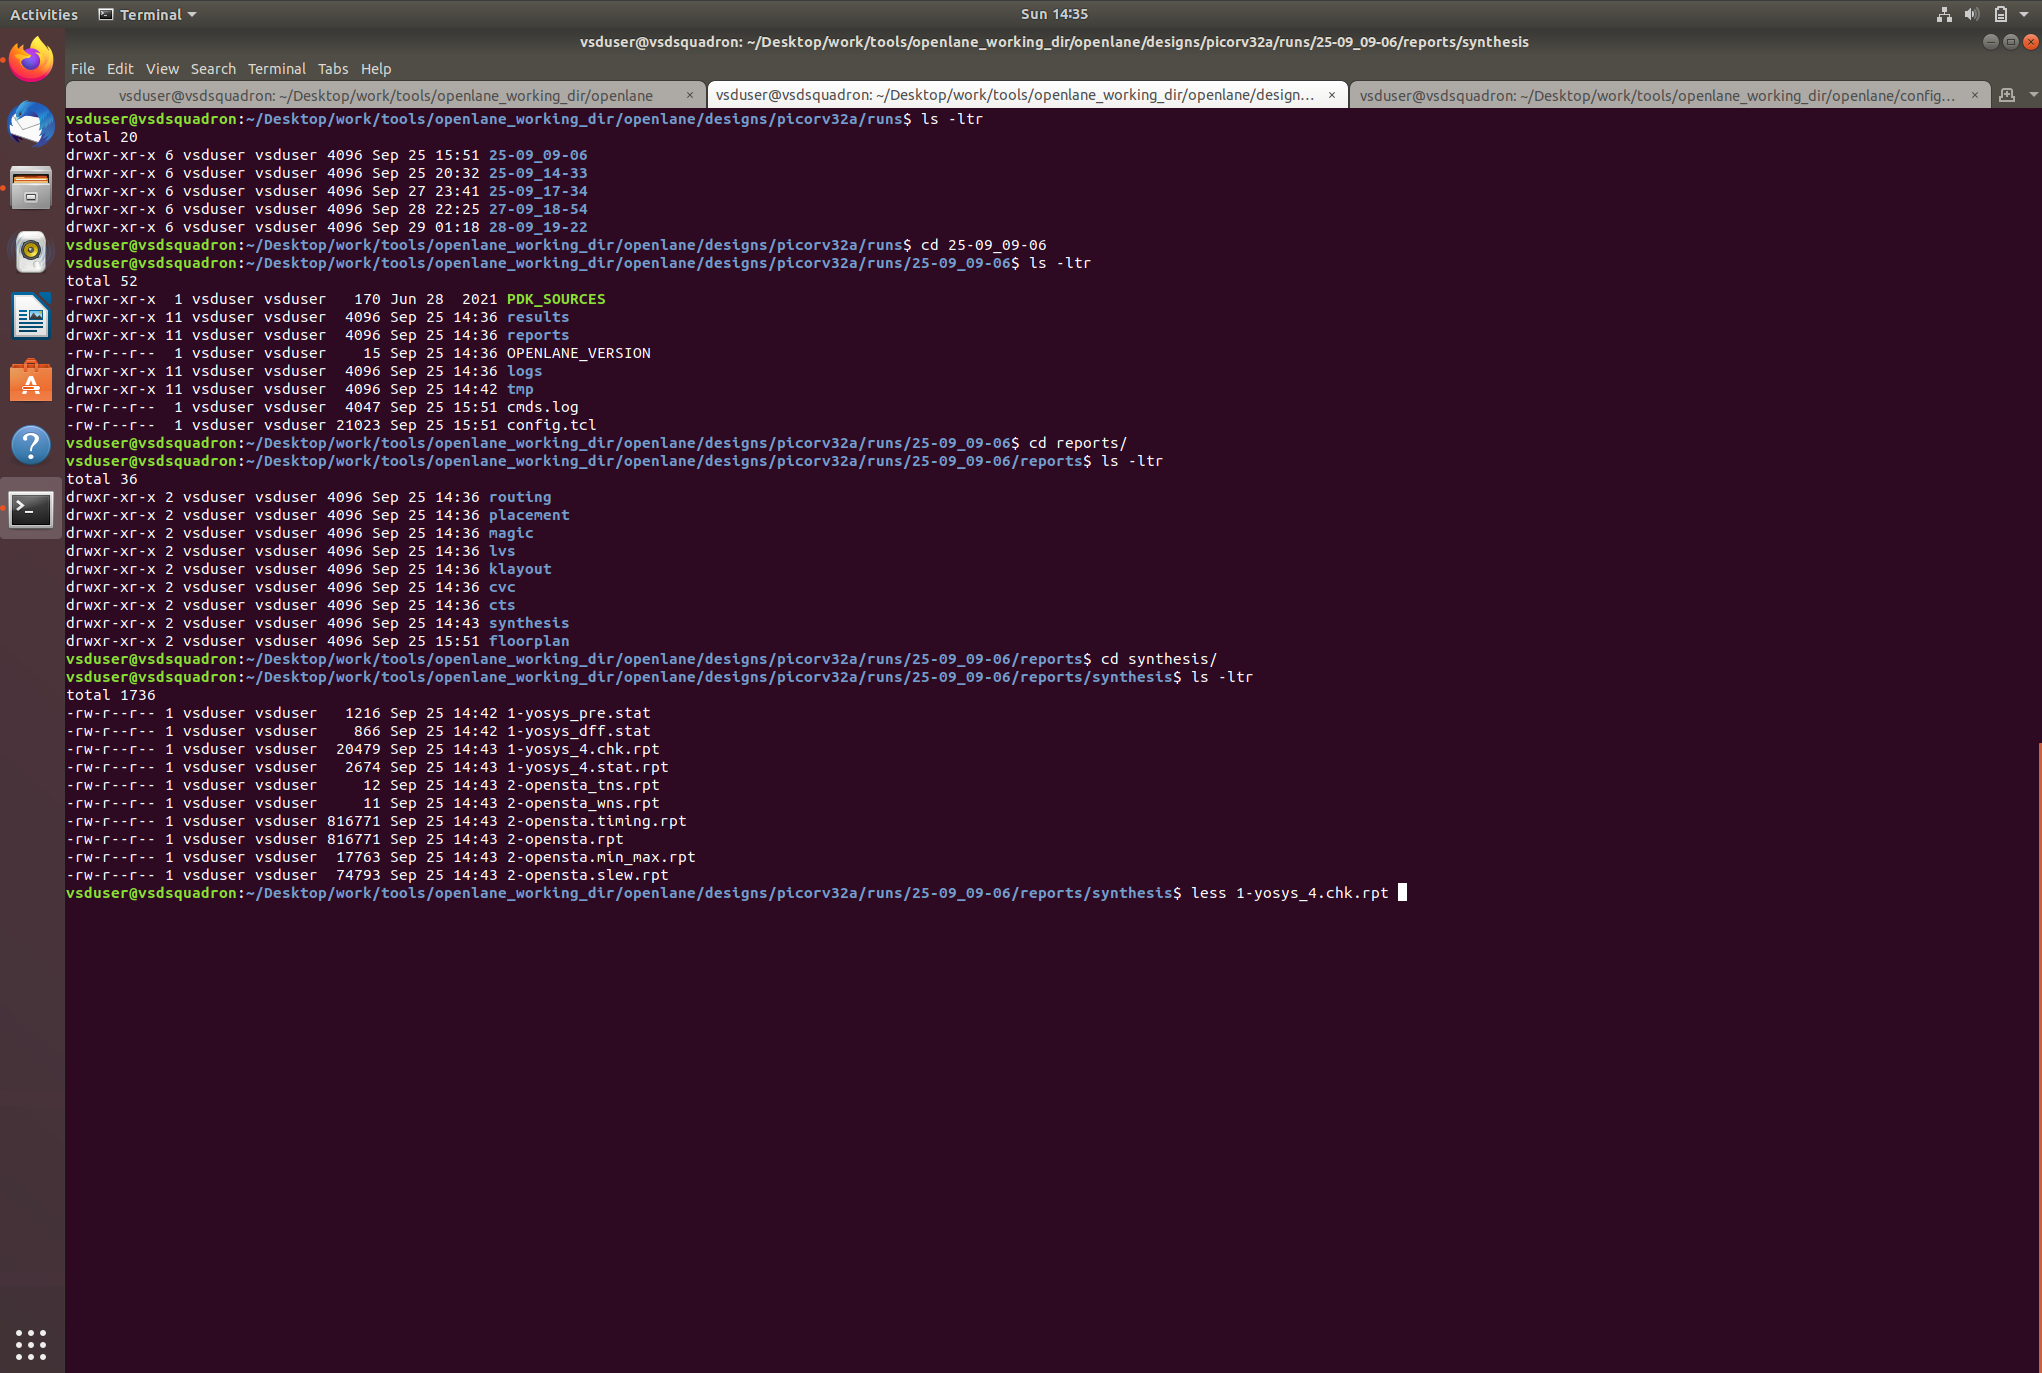 Activities Terminal Sun 14:35
vsduser@vsdsquadron: ~/Desktop/work/tools/openlane_working_dir/openlane/designs/picorv32a/runs/25-09_09-06/reports/synthesis
File Edit View Search Terminal Tabs Help
vsduser@vsdsquadron: ~/Desktop/work/tools/openlane_working_dir/openlane × vsduser@vsdsquadron: ~/Desktop/work/tools/openlane_working_dir/openlane/design... × vsduser@vsdsquadron: ~/Desktop/work/tools/openlane_working_dir/openlane/config... ×
vsduser@vsdsquadron:~/Desktop/work/tools/openlane_working_dir/openlane/designs/picorv32a/runs$ ls -ltr
total 20
drwxr-xr-x 6 vsduser vsduser 4096 Sep 25 15:51 25-09_09-06
drwxr-xr-x 6 vsduser vsduser 4096 Sep 25 20:32 25-09_14-33
drwxr-xr-x 6 vsduser vsduser 4096 Sep 27 23:41 25-09_17-34
drwxr-xr-x 6 vsduser vsduser 4096 Sep 28 22:25 27-09_18-54
drwxr-xr-x 6 vsduser vsduser 4096 Sep 29 01:18 28-09_19-22
vsduser@vsdsquadron:~/Desktop/work/tools/openlane_working_dir/openlane/designs/picorv32a/runs$ cd 25-09_09-06
vsduser@vsdsquadron:~/Desktop/work/tools/openlane_working_dir/openlane/designs/picorv32a/runs/25-09_09-06$ ls -ltr
total 52
-rwxr-xr-x  1 vsduser vsduser   170 Jun 28  2021 PDK_SOURCES
drwxr-xr-x 11 vsduser vsduser  4096 Sep 25 14:36 results
drwxr-xr-x 11 vsduser vsduser  4096 Sep 25 14:36 reports
-rw-r--r--  1 vsduser vsduser    15 Sep 25 14:36 OPENLANE_VERSION
drwxr-xr-x 11 vsduser vsduser  4096 Sep 25 14:36 logs
drwxr-xr-x 11 vsduser vsduser  4096 Sep 25 14:42 tmp
-rw-r--r--  1 vsduser vsduser  4047 Sep 25 15:51 cmds.log
-rw-r--r--  1 vsduser vsduser 21023 Sep 25 15:51 config.tcl
vsduser@vsdsquadron:~/Desktop/work/tools/openlane_working_dir/openlane/designs/picorv32a/runs/25-09_09-06$ cd reports/
vsduser@vsdsquadron:~/Desktop/work/tools/openlane_working_dir/openlane/designs/picorv32a/runs/25-09_09-06/reports$ ls -ltr
total 36
drwxr-xr-x 2 vsduser vsduser 4096 Sep 25 14:36 routing
drwxr-xr-x 2 vsduser vsduser 4096 Sep 25 14:36 placement
drwxr-xr-x 2 vsduser vsduser 4096 Sep 25 14:36 magic
drwxr-xr-x 2 vsduser vsduser 4096 Sep 25 14:36 lvs
drwxr-xr-x 2 vsduser vsduser 4096 Sep 25 14:36 klayout
drwxr-xr-x 2 vsduser vsduser 4096 Sep 25 14:36 cvc
drwxr-xr-x 2 vsduser vsduser 4096 Sep 25 14:36 cts
drwxr-xr-x 2 vsduser vsduser 4096 Sep 25 14:43 synthesis
drwxr-xr-x 2 vsduser vsduser 4096 Sep 25 15:51 floorplan
vsduser@vsdsquadron:~/Desktop/work/tools/openlane_working_dir/openlane/designs/picorv32a/runs/25-09_09-06/reports$ cd synthesis/
vsduser@vsdsquadron:~/Desktop/work/tools/openlane_working_dir/openlane/designs/picorv32a/runs/25-09_09-06/reports/synthesis$ ls -ltr
total 1736
-rw-r--r-- 1 vsduser vsduser   1216 Sep 25 14:42 1-yosys_pre.stat
-rw-r--r-- 1 vsduser vsduser    866 Sep 25 14:42 1-yosys_dff.stat
-rw-r--r-- 1 vsduser vsduser  20479 Sep 25 14:43 1-yosys_4.chk.rpt
-rw-r--r-- 1 vsduser vsduser   2674 Sep 25 14:43 1-yosys_4.stat.rpt
-rw-r--r-- 1 vsduser vsduser     12 Sep 25 14:43 2-opensta_tns.rpt
-rw-r--r-- 1 vsduser vsduser     11 Sep 25 14:43 2-opensta_wns.rpt
-rw-r--r-- 1 vsduser vsduser 816771 Sep 25 14:43 2-opensta.timing.rpt
-rw-r--r-- 1 vsduser vsduser 816771 Sep 25 14:43 2-opensta.rpt
-rw-r--r-- 1 vsduser vsduser  17763 Sep 25 14:43 2-opensta.min_max.rpt
-rw-r--r-- 1 vsduser vsduser  74793 Sep 25 14:43 2-opensta.slew.rpt
vsduser@vsdsquadron:~/Desktop/work/tools/openlane_working_dir/openlane/designs/picorv32a/runs/25-09_09-06/reports/synthesis$ less 1-yosys_4.chk.rpt